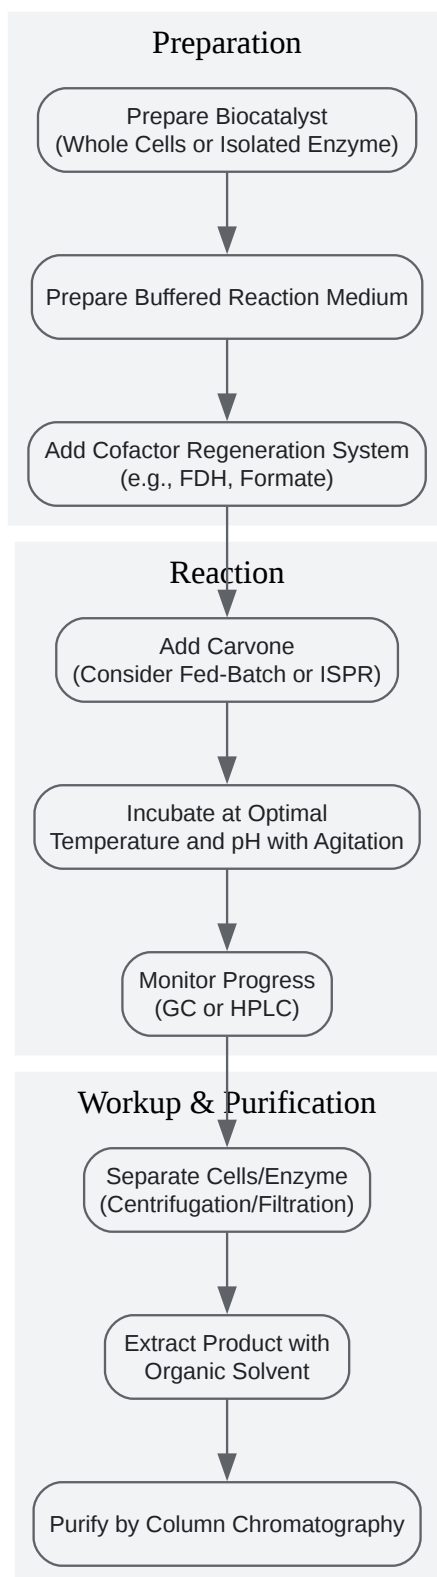 Preparation
Prepare Biocatalyst
(Whole Cells or Isolated Enzyme)
Prepare Buffered Reaction Medium
Add Cofactor Regeneration System
(e.g., FDH, Formate)
Reaction
Add Carvone
(Consider Fed-Batch or ISPR)
Incubate at Optimal
Temperature and pH with Agitation
Monitor Progress
(GC or HPLC)
Workup & Purification
Separate Cells/Enzyme
(Centrifugation/Filtration)
Extract Product with
Organic Solvent
Purify by Column Chromatography